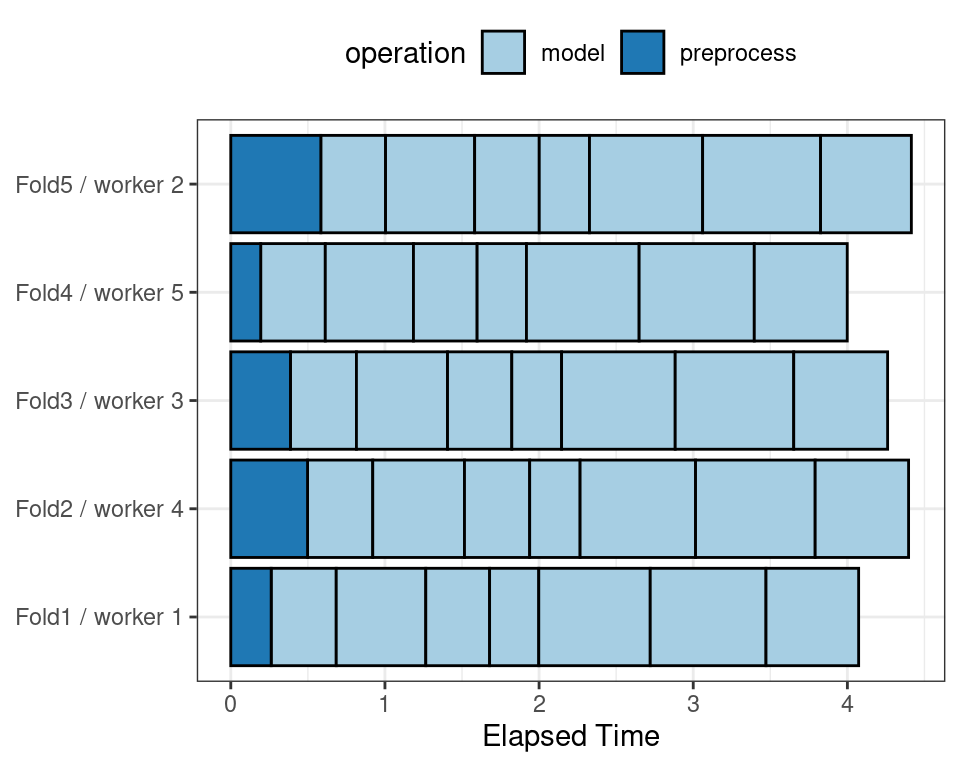 operation model preprocess
Fold5 / worker 2
Fold4 / worker 5
Fold3 / worker 3
Fold2 / worker 4
Fold1 / worker 1
0 1 2 3 4
Elapsed Time